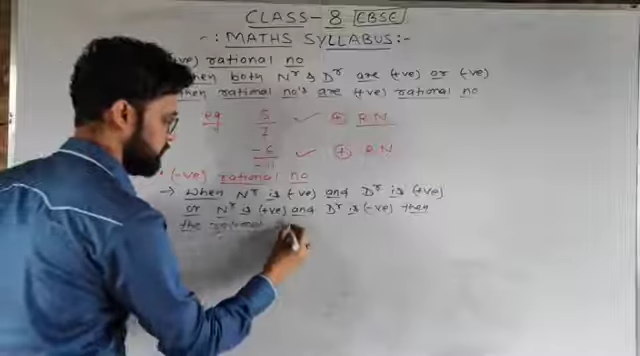 CLASS-8 CBSE
-: MATHS SYLLABUS:-
+ve) rational no
When both Nʳ & Dʳ are (+ve) or (-ve)
then rational no's are (+ve) rational no
5/7 ✓ (+) R.N
-6/-11 ✓ (+) R.N
• (-ve) rational no
→ When Nʳ is (-ve) and Dʳ is (+ve)
or Nʳ is (+ve) and Dʳ is (-ve) then
the rational